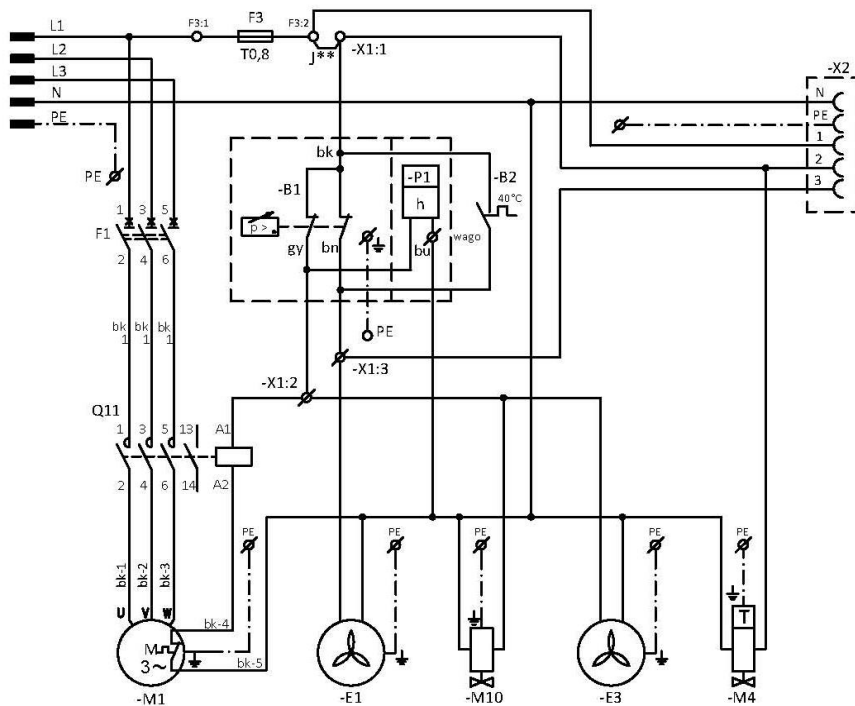 L1
F3:1
F3
F3:2
T0,8
J**
-X1:1
L2
L3
N
PE
-X2
N
PE
1
2
3
PE
bk
-B1
-P1
h
-B2
40°C
p >
gy
bn
bu
wago
1 3 5
F1
2 4 6
PE
bk 1
bk 1
bk 1
-X1:3
-X1:2
Q11
1 3 5 13
A1
2 4 6 14
A2
PE
PE
PE
PE
PE
bk-1
bk-2
bk-3
U V W
bk-4
M
3~
bk-5
T
-M1
-E1
-M10
-E3
-M4